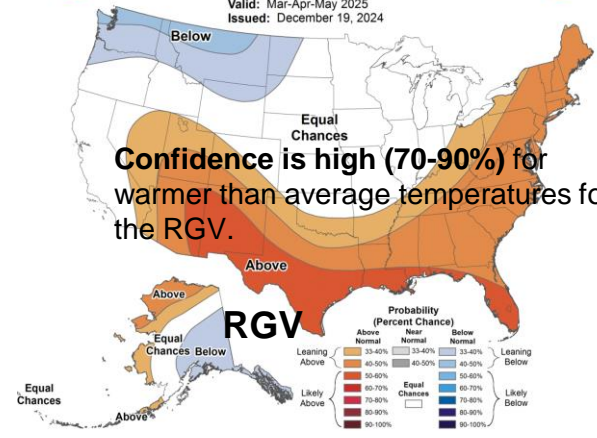 Valid: Mar-Apr-May 2025
Issued: December 19, 2024
Below
Equal
Chances
Confidence is high (70-90%) for
warmer than average temperatures fo
the RGV.
Above
Above
RGV
Equal
Chances
Below
Equal
Chances
Above
Probability
(Percent Chance)
Above
Normal
Near
Normal
Below
Normal
Leaning
Above
33-40%
33-40%
33-40%
Leaning
Below
40-50%
40-50%
40-50%
50-60%
Equal
Chances
50-60%
60-70%
60-70%
Likely
Above
70-80%
70-80%
Likely
Below
80-90%
80-90%
90-100%
90-100%